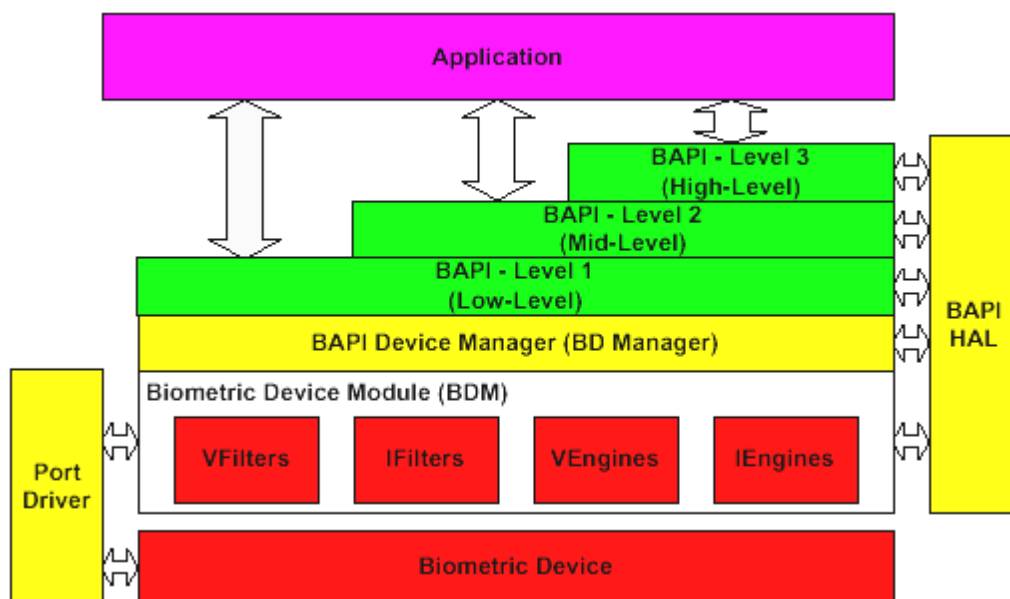 Application
BAPI - Level 3
(High-Level)
BAPI - Level 2
(Mid-Level)
BAPI - Level 1
(Low-Level)
BAPI
HAL
BAPI Device Manager (BD Manager)
Biometric Device Module (BDM)
VFilters
IFilters
VEngines
IEngines
Port
Driver
Biometric Device